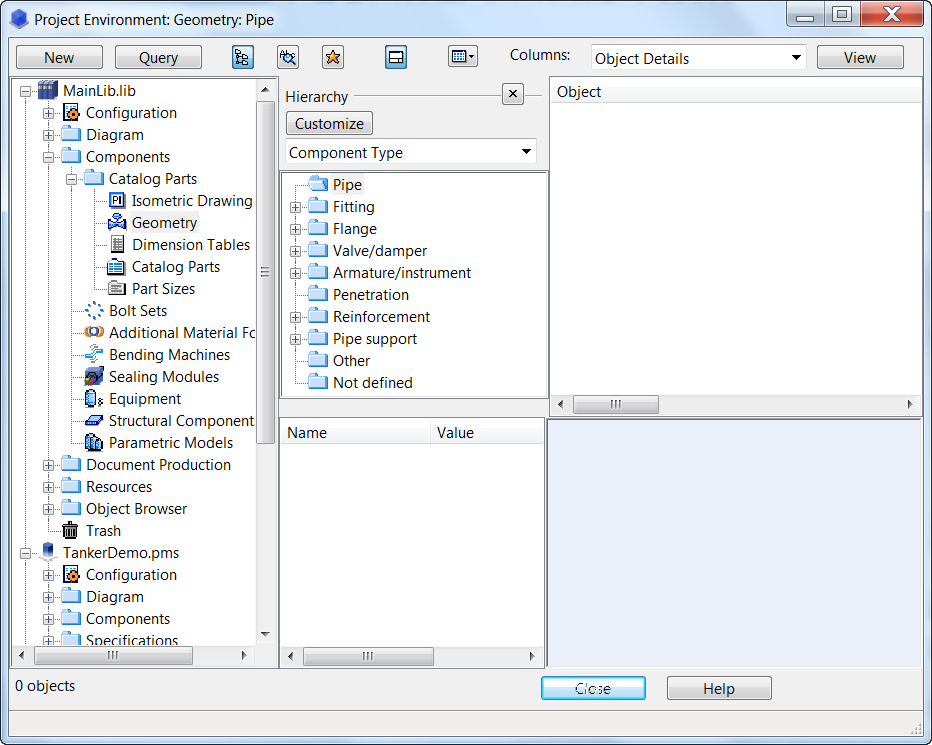 Project Environment: Geometry: Pipe
New
Query
Columns:
Object Details
View
MainLib.lib
Configuration
Diagram
Components
Catalog Parts
PI Isometric Drawing
Geometry
Dimension Tables
Catalog Parts
Part Sizes
Bolt Sets
Additional Material Fo
Bending Machines
Sealing Modules
Equipment
Structural Component
Parametric Models
Document Production
Resources
Object Browser
Trash
TankerDemo.pms
Configuration
Diagram
Components
Specifications
Hierarchy
Customize
Component Type
Pipe
Fitting
Flange
Valve/damper
Armature/instrument
Penetration
Reinforcement
Pipe support
Other
Not defined
Name Value
Object
0 objects
Close
Help